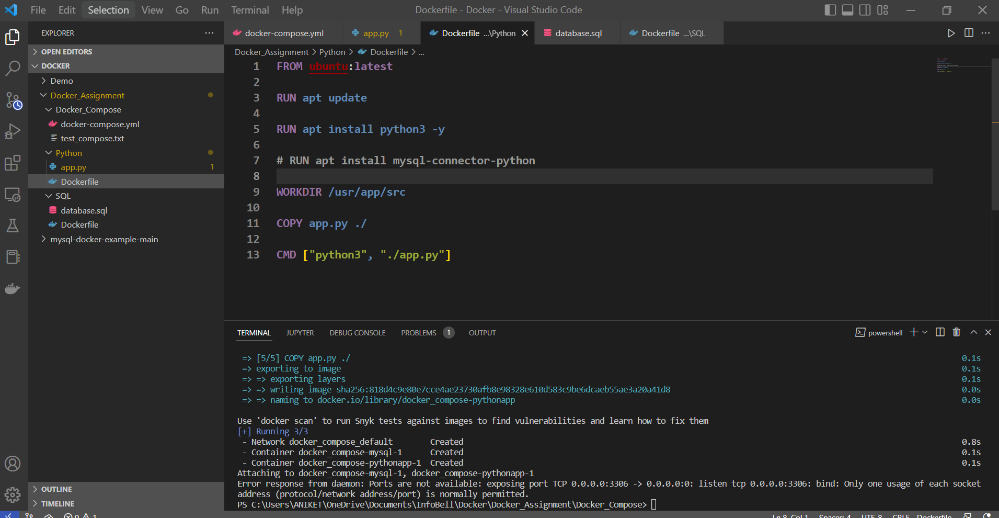 File Edit Selection View Go Run Terminal Help
Dockerfile - Docker - Visual Studio Code
EXPLORER
OPEN EDITORS
DOCKER
Demo
Docker_Assignment
Docker_Compose
docker-compose.yml
test_compose.txt
Python
app.py 1
Dockerfile
SQL
database.sql
Dockerfile
mysql-docker-example-main
OUTLINE
TIMELINE
docker-compose.yml app.py 1 Dockerfile ...\Python database.sql Dockerfile ...\SQL
Docker_Assignment > Python > Dockerfile > ...
1 FROM ubuntu:latest
2
3 RUN apt update
4
5 RUN apt install python3 -y
6
7 # RUN apt install mysql-connector-python
8
9 WORKDIR /usr/app/src
10
11 COPY app.py ./
12
13 CMD ["python3", "./app.py"]
TERMINAL JUPYTER DEBUG CONSOLE PROBLEMS 1 OUTPUT
powershell
=> [5/5] COPY app.py ./ 0.1s
=> exporting to image 0.1s
=> => exporting layers 0.1s
=> => writing image sha256:818d4c9e80e7cce4ae23730afb8e98328e610d583c9be6dcaeb55ae3a20a41d8 0.0s
=> => naming to docker.io/library/docker_compose-pythonapp 0.0s
Use 'docker scan' to run Snyk tests against images to find vulnerabilities and learn how to fix them
[+] Running 3/3
- Network docker_compose_default Created 0.8s
- Container docker_compose-mysql-1 Created 0.1s
- Container docker_compose-pythonapp-1 Created 0.1s
Attaching to docker_compose-mysql-1, docker_compose-pythonapp-1
Error response from daemon: Ports are not available: exposing port TCP 0.0.0.0:3306 -> 0.0.0.0:0: listen tcp 0.0.0.0:3306: bind: Only one usage of each socket
address (protocol/network address/port) is normally permitted.
PS C:\Users\ANIKET\OneDrive\Documents\InfoBell\Docker\Docker_Assignment\Docker_Compose>
0 1 Ln 8, Col 1 Spaces: 4 UTF-8 CRLF Dockerfile